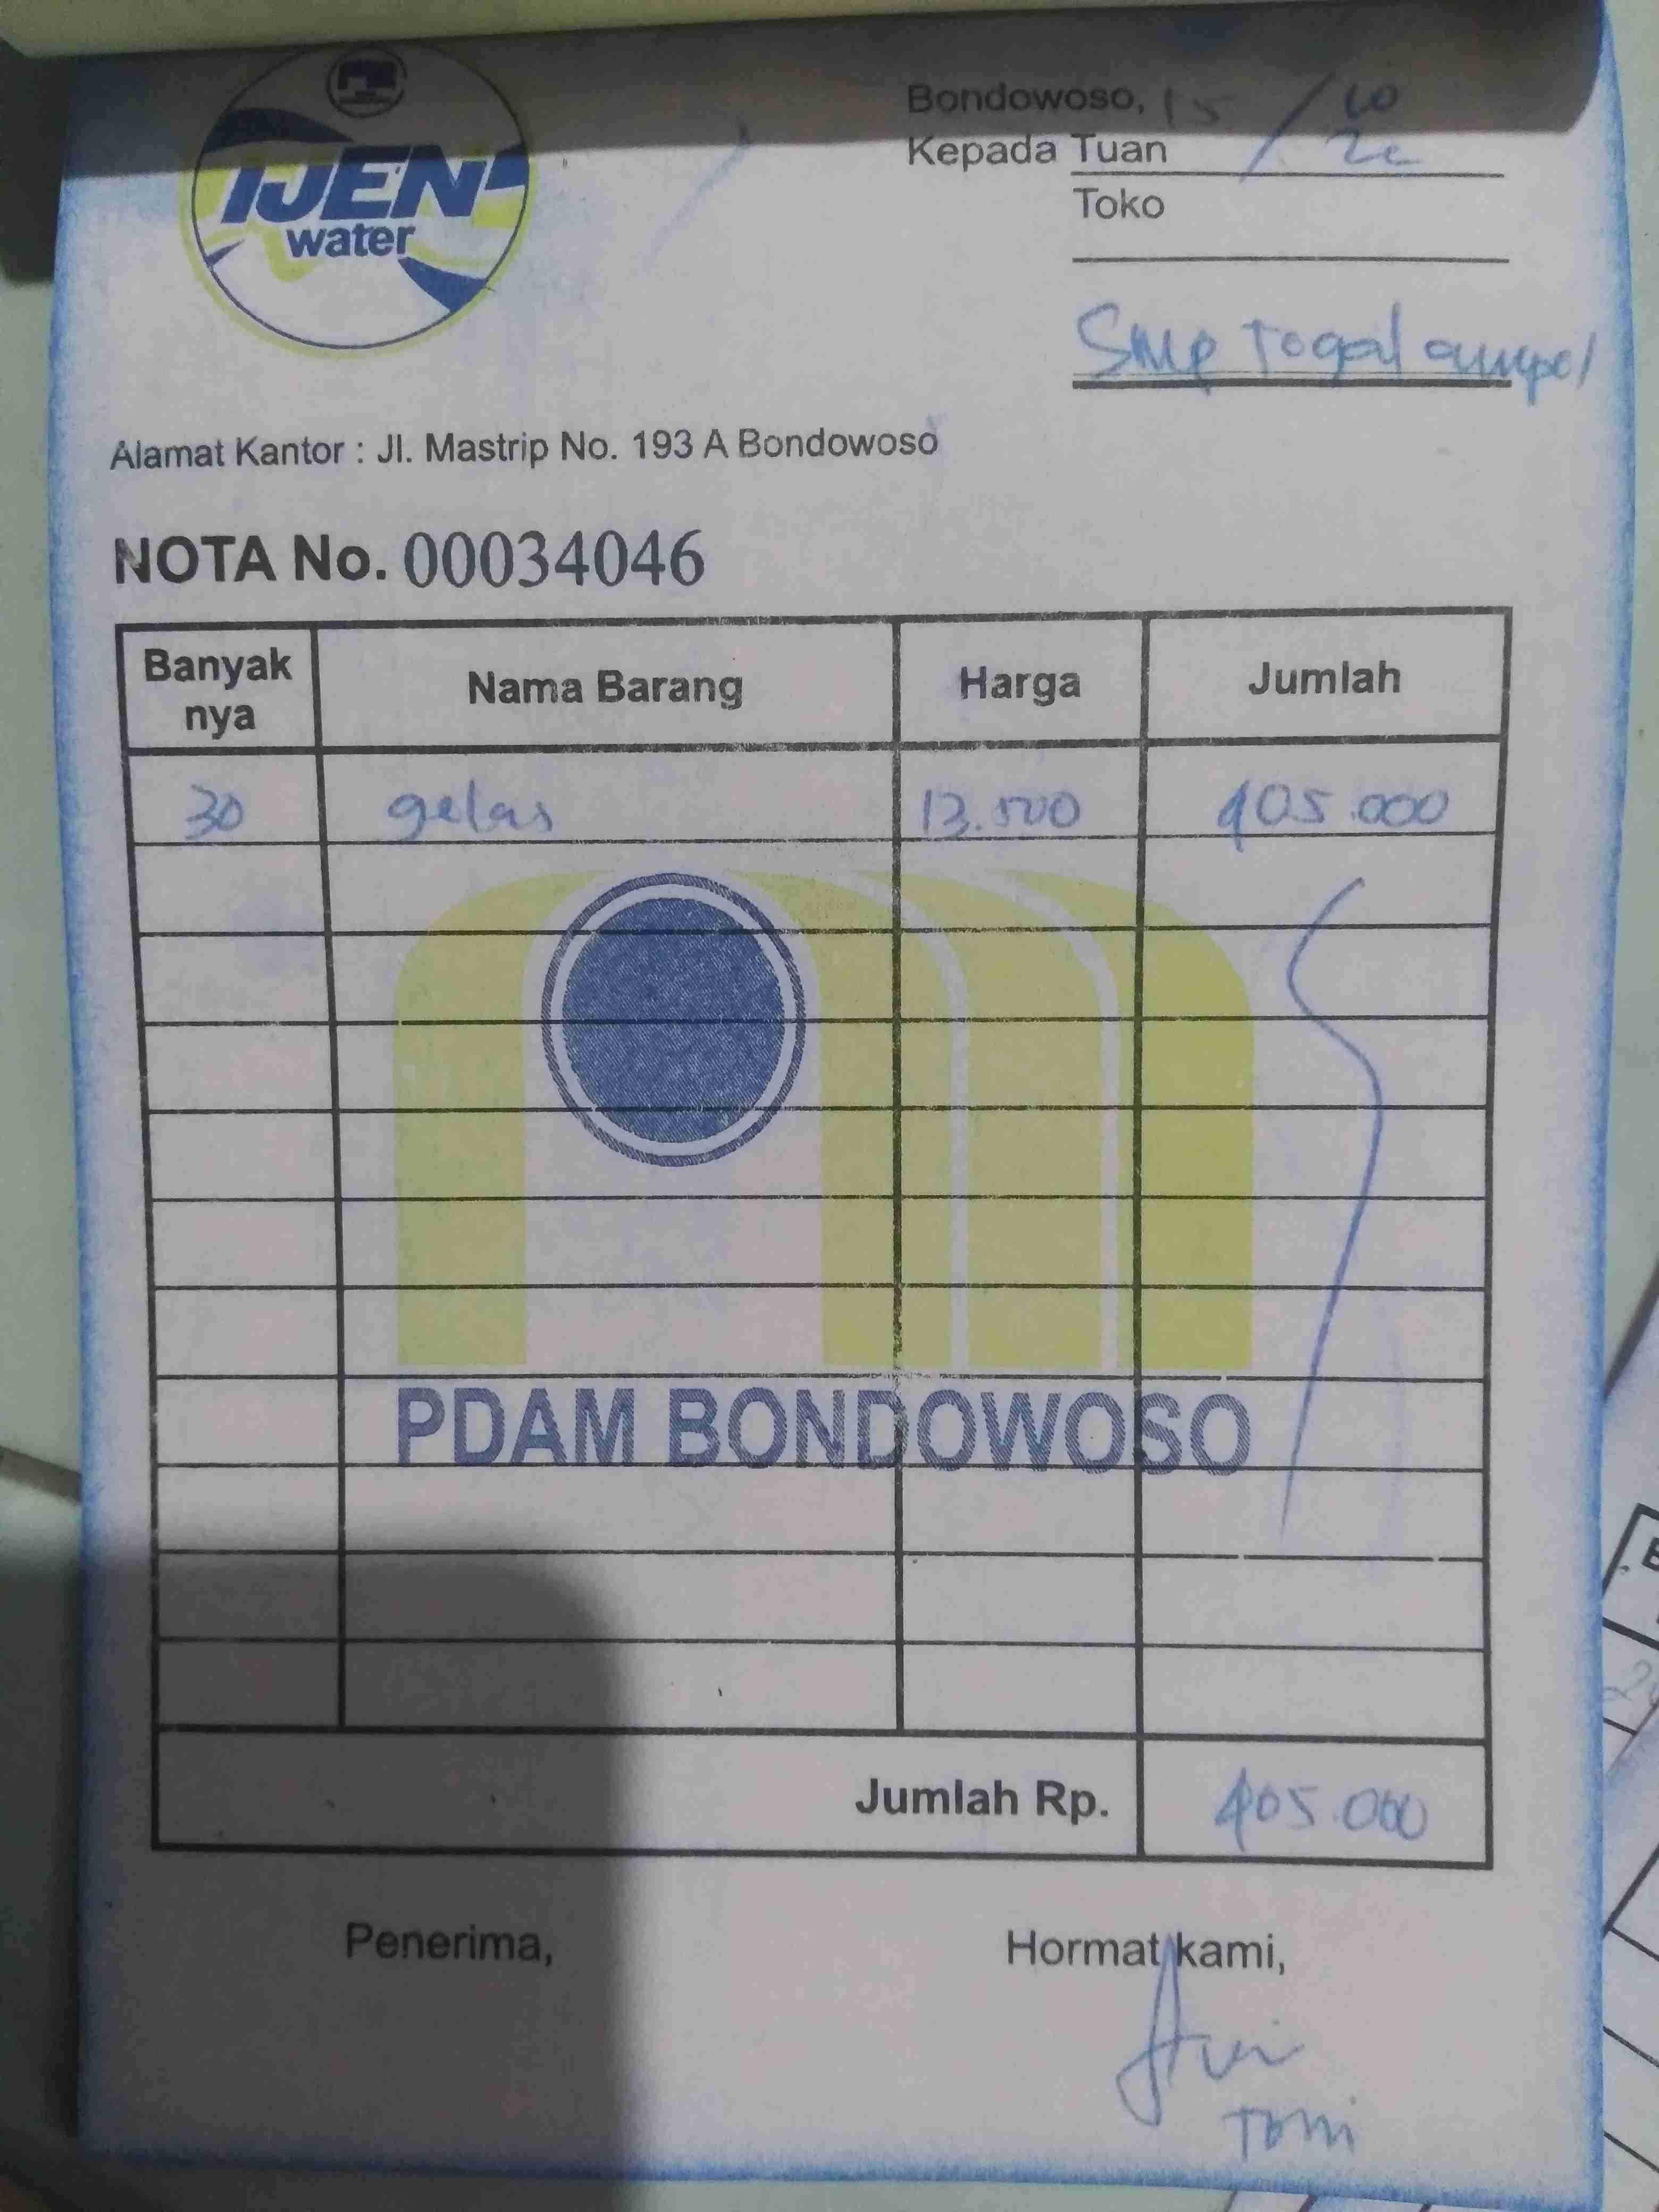 IJEN
water
Bondowoso, 15 / 10
Kepada Tuan
Toko
Smp Togal ampel
Alamat Kantor : Jl. Mastrip No. 193 A Bondowoso
NOTA No. 00034046
Banyak nya Nama Barang Harga Jumlah
30 gelas 13.500 405.000
PDAM BONDOWOSO
Jumlah Rp. 405.000
Penerima, Hormat kami,
Toni